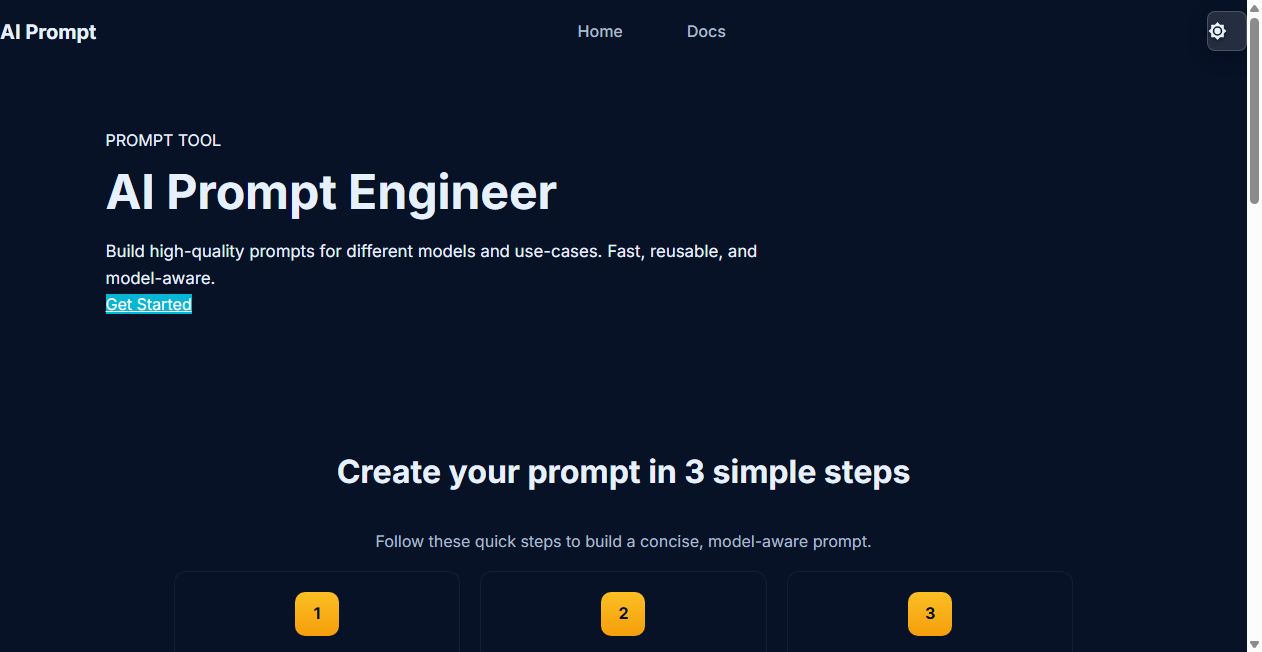 AI Prompt
Home
Docs
PROMPT TOOL
AI Prompt Engineer
Build high-quality prompts for different models and use-cases. Fast, reusable, and
model-aware.
Get Started
Create your prompt in 3 simple steps
Follow these quick steps to build a concise, model-aware prompt.
1
2
3